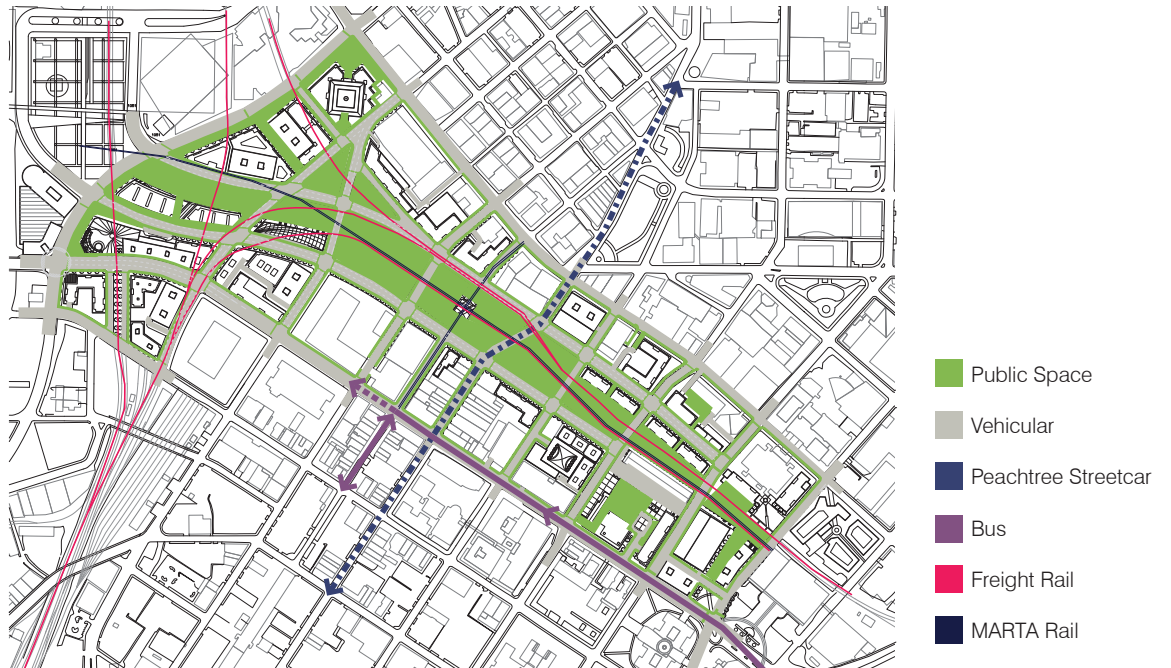 Public Space
Vehicular
Peachtree Streetcar
Bus
Freight Rail
MARTA Rail